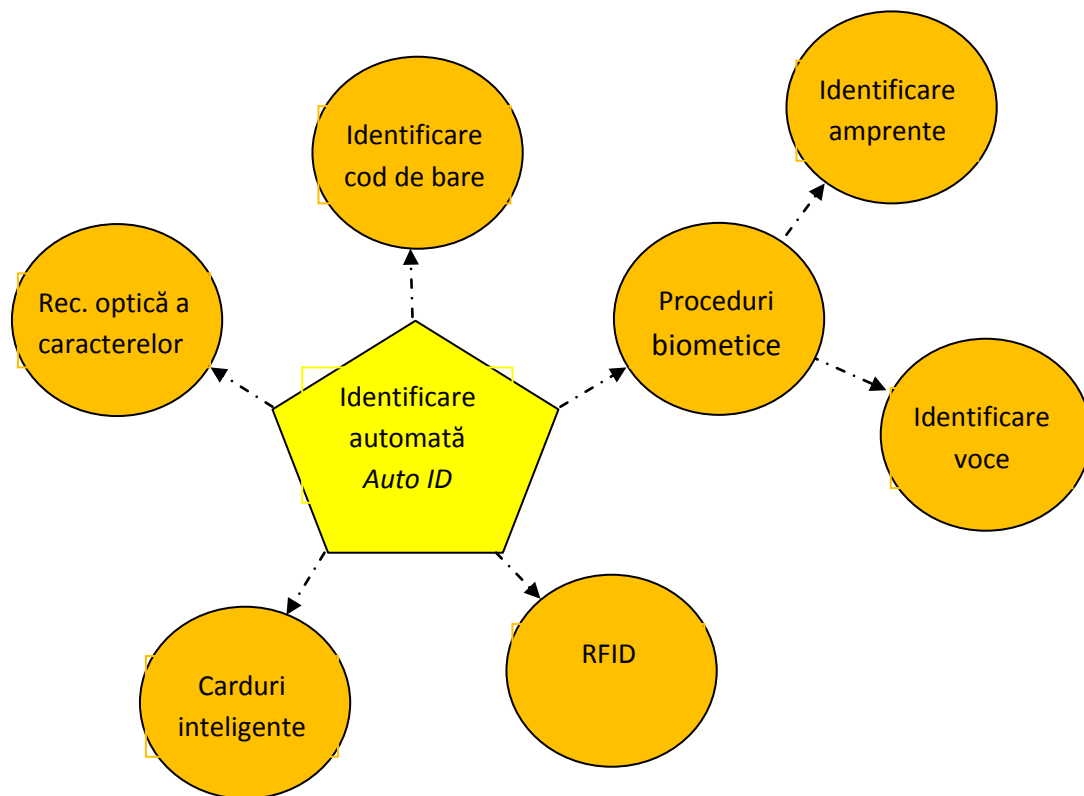 Identificare
amprente
Identificare
cod de bare
Rec. optică a
caracterelor
Proceduri
biometice
Identificare
automată
Auto ID
Identificare
voce
RFID
Carduri
inteligente